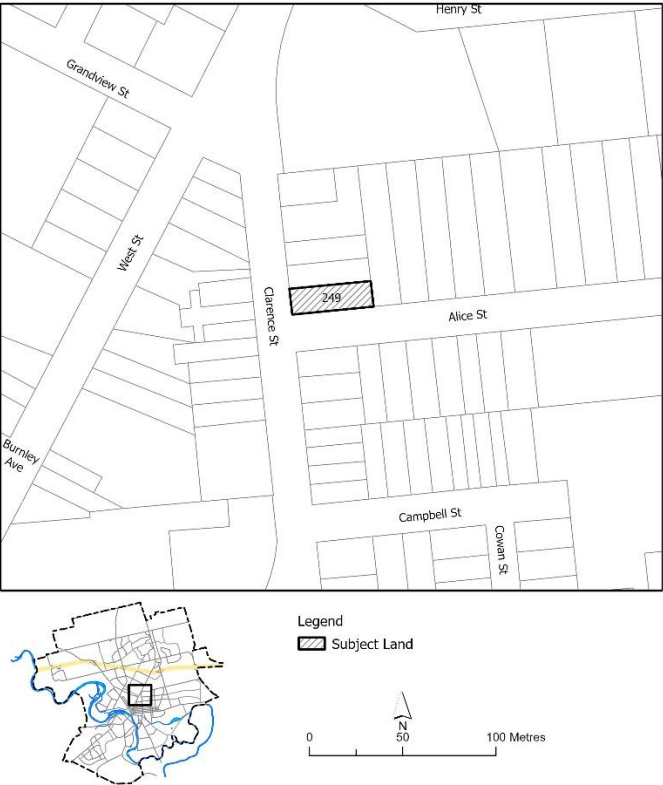 Henry St
Grandview St
West St
249
Clarence St
Alice St
Burnley
Ave
Campbell St
Cowan St
Legend
Subject Land
N
0 50 100 Metres